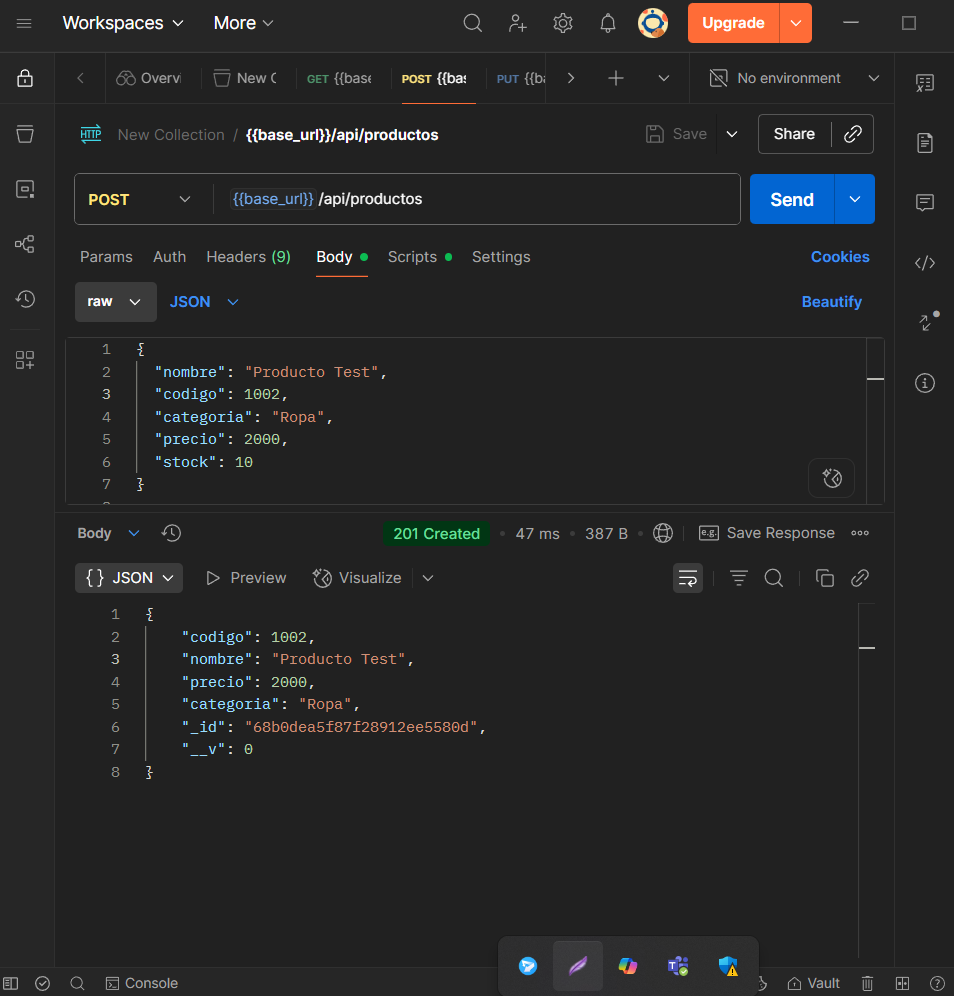 Workspaces More Upgrade
Overvi New C GET {{base POST {{bas PUT {{ba No environment
HTTP New Collection / {{base_url}}/api/productos Save Share
POST {{base_url}} /api/productos Send
Params Auth Headers (9) Body Scripts Settings Cookies
raw JSON Beautify
1 {
2 "nombre": "Producto Test",
3 "codigo": 1002,
4 "categoria": "Ropa",
5 "precio": 2000,
6 "stock": 10
7 }
Body 201 Created 47 ms 387 B e.g. Save Response
{} JSON Preview Visualize
1 {
2 "codigo": 1002,
3 "nombre": "Producto Test",
4 "precio": 2000,
5 "categoria": "Ropa",
6 "_id": "68b0dea5f87f28912ee5580d",
7 "__v": 0
8 }
Console Vault